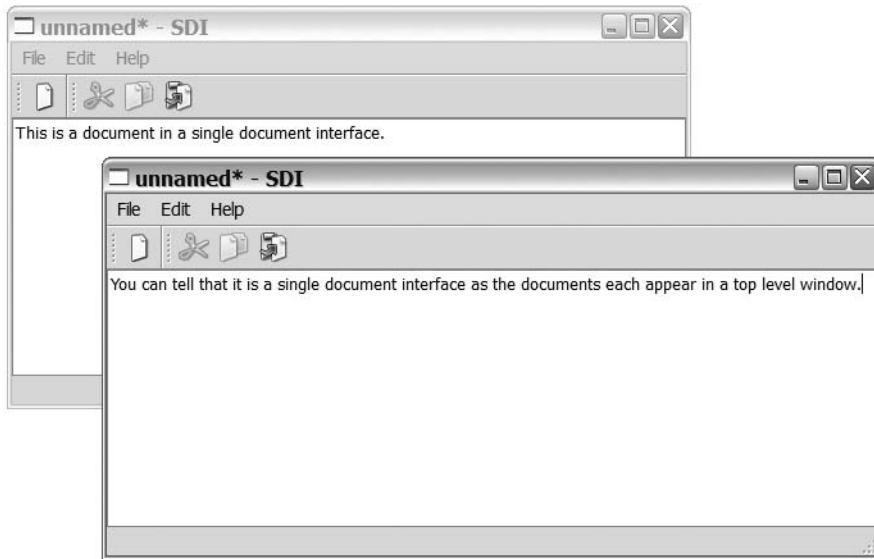 unnamed* - SDI
File Edit Help
This is a document in a single document interface.
unnamed* - SDI
File Edit Help
You can tell that it is a single document interface as the documents each appear in a top level window.